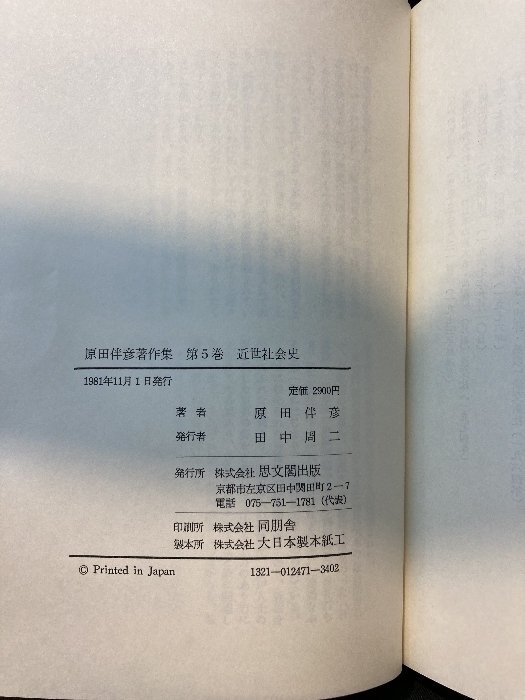 原田伴彦著作集 第5巻 近世社会史
1981年11月1日発行
定価 2900円
著者 原田伴彦
発行者 田中周二
発行所 株式会社 思文閣出版
京都市左京区田中関田町2―7
電話 075―751―1781(代表)
印刷所 株式会社 同朋舎
製本所 株式会社 大日本製本紙工
© Printed in Japan 1321―012471―3402